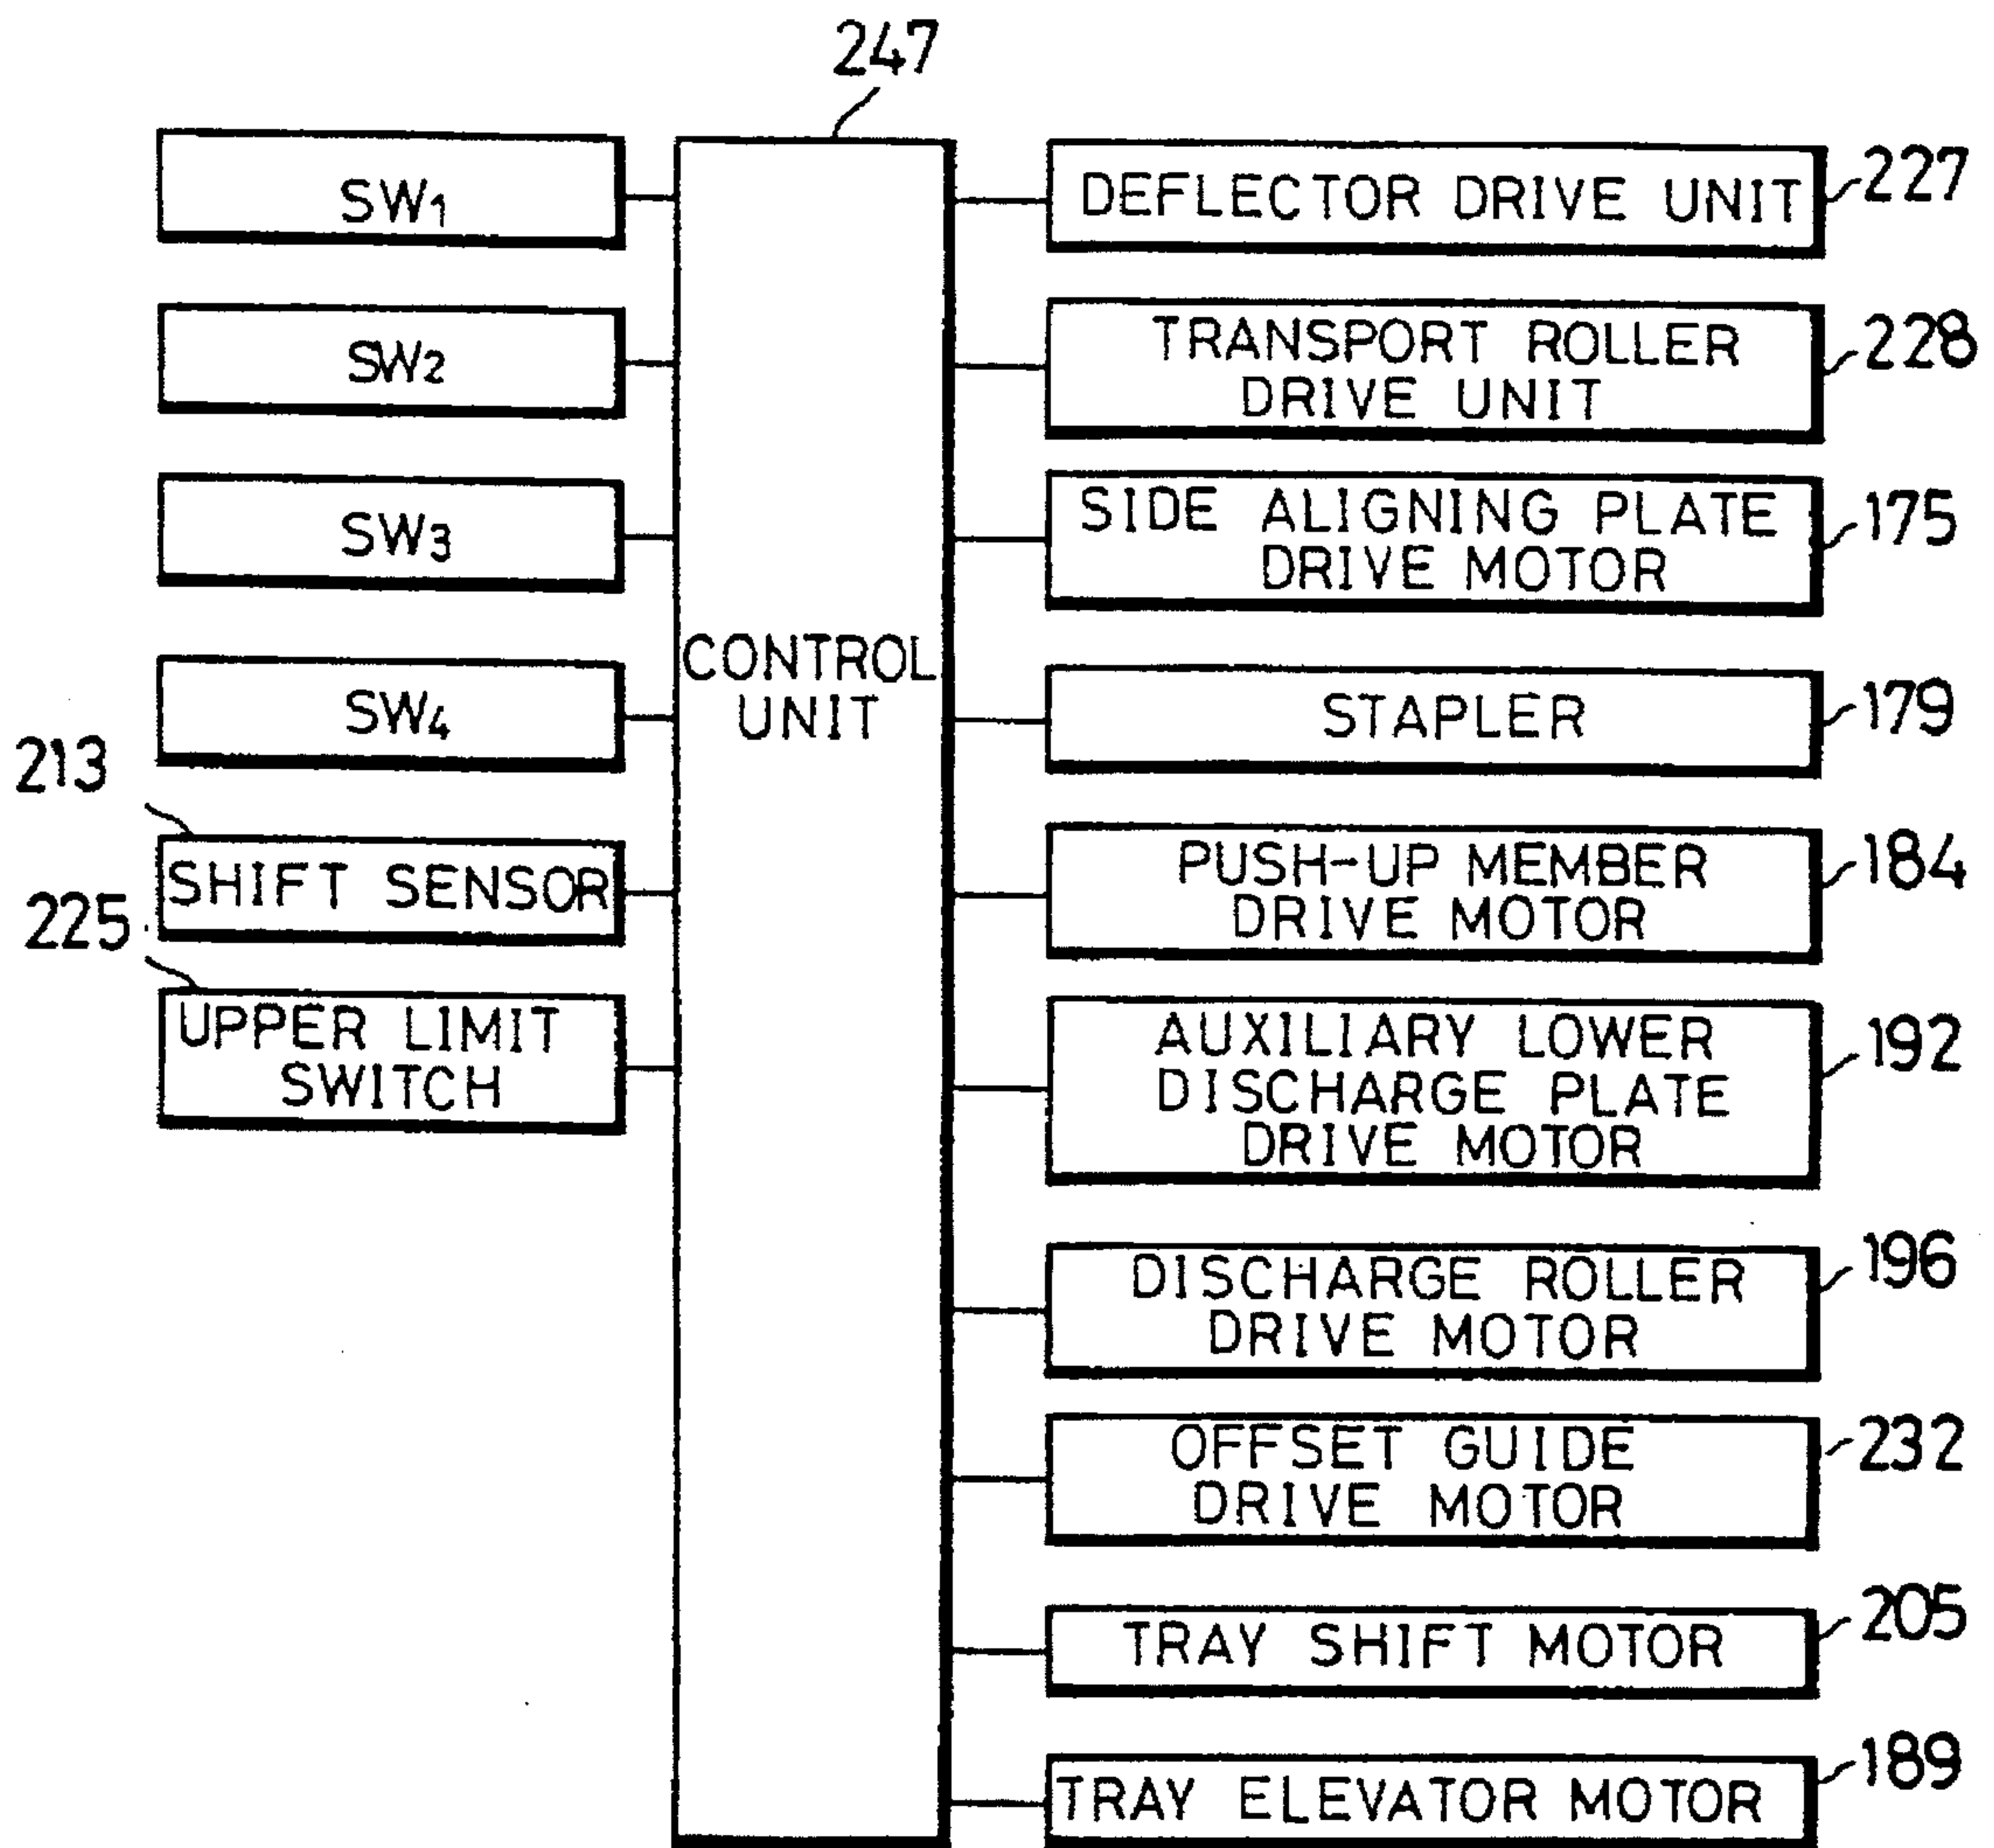 247
SW1
SW2
SW3
SW4
213
SHIFT SENSOR
225
UPPER LIMIT
SWITCH
CONTROL
UNIT
DEFLECTOR DRIVE UNIT
227
TRANSPORT ROLLER
DRIVE UNIT
228
SIDE ALIGNING PLATE
DRIVE MOTOR
175
STAPLER
179
PUSH-UP MEMBER
DRIVE MOTOR
184
AUXILIARY LOWER
DISCHARGE PLATE
DRIVE MOTOR
192
DISCHARGE ROLLER
DRIVE MOTOR
196
OFFSET GUIDE
DRIVE MOTOR
232
TRAY SHIFT MOTOR
205
TRAY ELEVATOR MOTOR
189